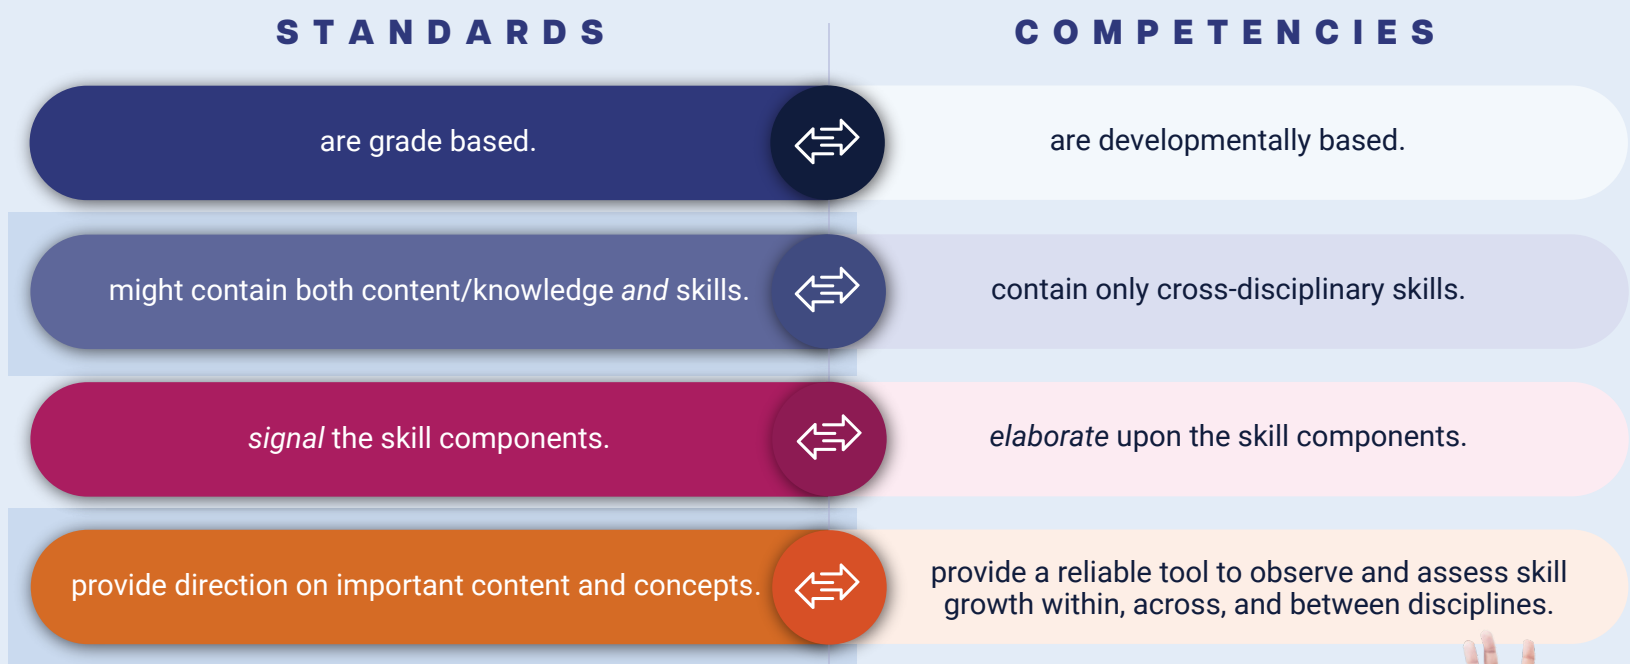 STANDARDS
COMPETENCIES
are grade based.
are developmentally based.
might contain both content/knowledge and skills.
contain only cross-disciplinary skills.
signal the skill components.
elaborate upon the skill components.
provide direction on important content and concepts.
provide a reliable tool to observe and assess skill
growth within, across, and between disciplines.